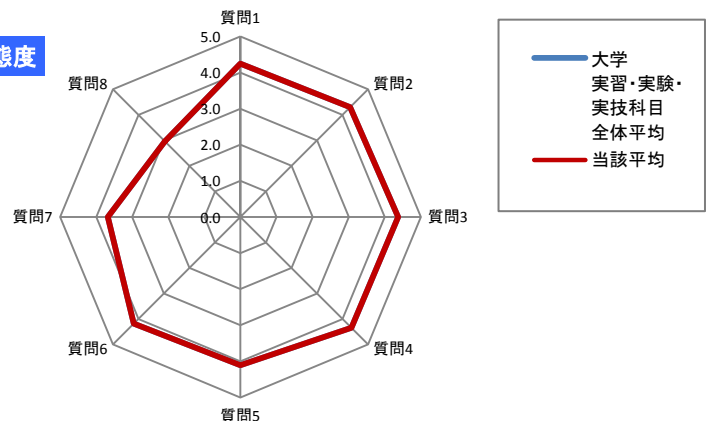 質問1
態度
5.0
4.0
3.0
2.0
1.0
0.0
質問2
質問3
質問4
質問5
質問6
質問7
質問8
大学
実習・実験・
実技科目
全体平均
当該平均